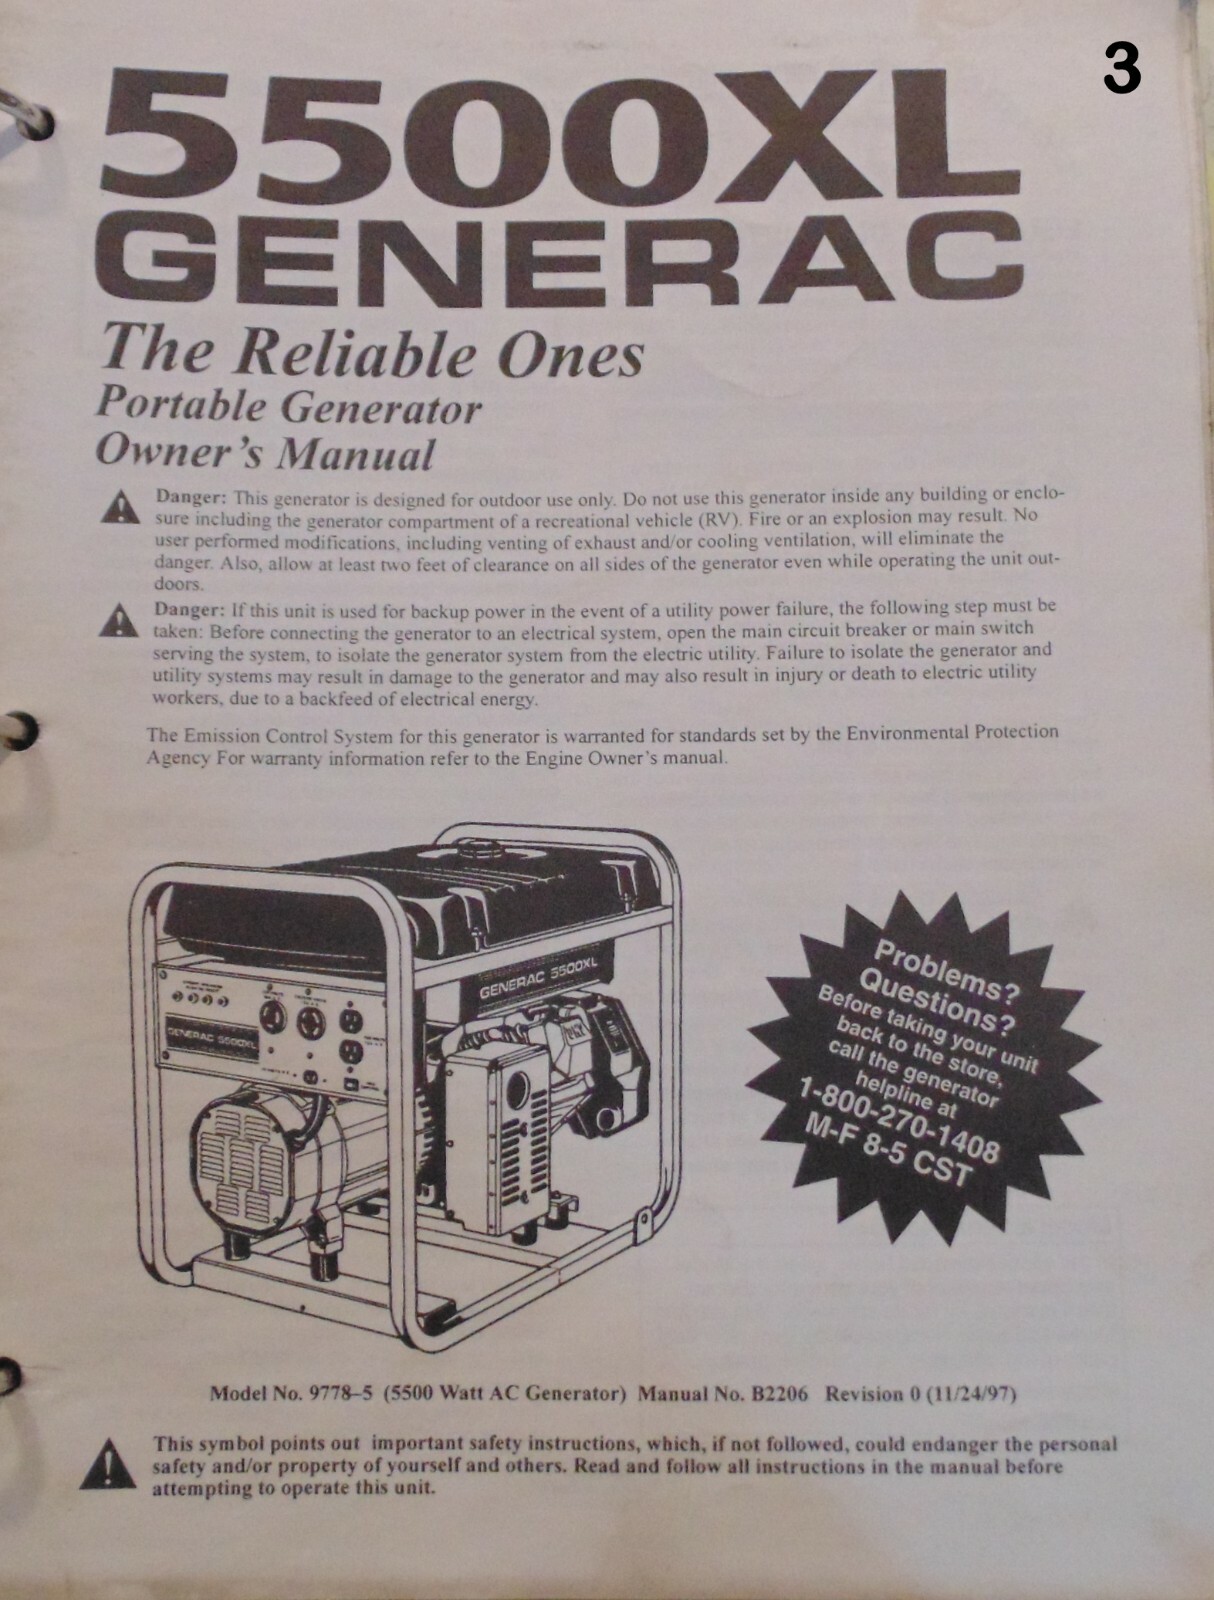 3
5500XL
GENERAC
The Reliable Ones
Portable Generator
Owner's Manual
Danger: This generator is designed for outdoor use only. Do not use this generator inside any building or enclo-
sure including the generator compartment of a recreational vehicle (RV). Fire or an explosion may result. No
user performed modifications, including venting of exhaust and/or cooling ventilation, will eliminate the
danger. Also, allow at least two feet of clearance on all sides of the generator even while operating the unit out-
doors.
Danger: If this unit is used for backup power in the event of a utility power failure, the following step must be
taken: Before connecting the generator to an electrical system, open the main circuit breaker or main switch
serving the system, to isolate the generator system from the electric utility. Failure to isolate the generator and
utility systems may result in damage to the generator and may also result in injury or death to electric utility
workers, due to a backfeed of electrical energy.
The Emission Control System for this generator is warranted for standards set by the Environmental Protection
Agency For warranty information refer to the Engine Owner's manual.
GENERAC 5500XL
GENERAC 5500XL
Problems?
Questions?
Before taking your unit
back to the store,
call the generator
helpline at
1-800-270-1408
M-F 8-5 CST
Model No. 9778-5 (5500 Watt AC Generator) Manual No. B2206 Revision 0 (11/24/97)
This symbol points out important safety instructions, which, if not followed, could endanger the personal
safety and/or property of yourself and others. Read and follow all instructions in the manual before
attempting to operate this unit.